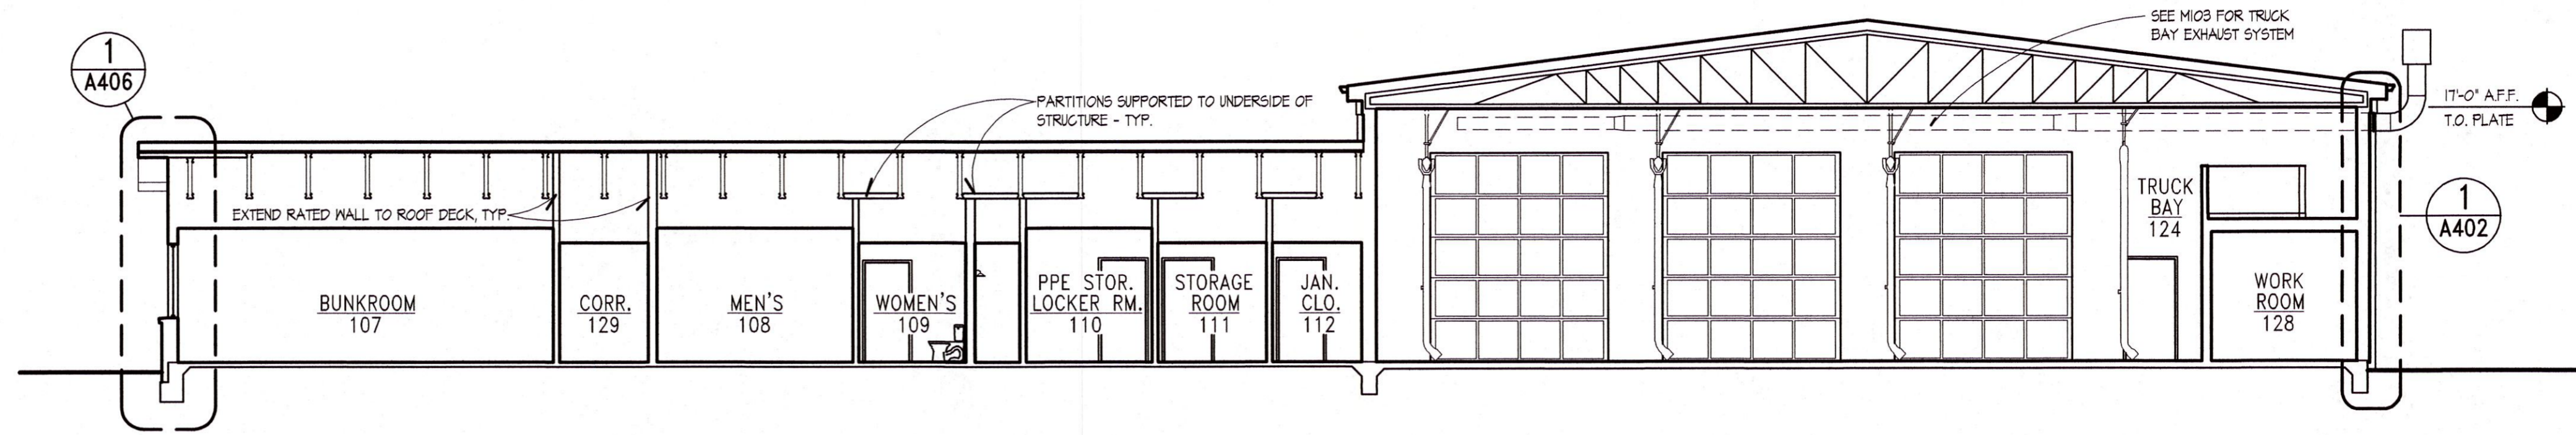 1
A406
SEE M103 FOR TRUCK
BAY EXHAUST SYSTEM
PARTITIONS SUPPORTED TO UNDERSIDE OF
STRUCTURE - TYP.
17'-0" A.F.F.
T.O. PLATE
EXTEND RATED WALL TO ROOF DECK, TYP.
TRUCK
BAY
124
1
A402
BUNKROOM
107
CORR.
129
MEN'S
108
WOMEN'S
109
PPE STOR.
LOCKER RM.
110
STORAGE
ROOM
111
JAN.
CLO.
112
WORK
ROOM
128